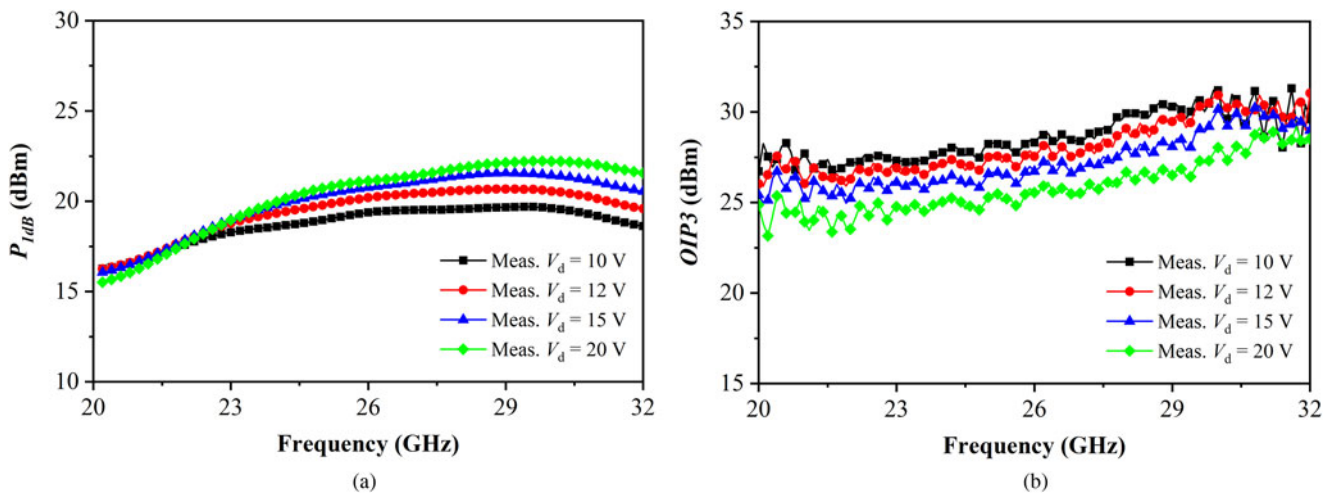 30
25
20
15
10
P1dB (dBm)
Meas. Vd = 10 V
Meas. Vd = 12 V
Meas. Vd = 15 V
Meas. Vd = 20 V
20 23 26 29 32
Frequency (GHz)
(a)
35
30
25
20
15
OIP3 (dBm)
Meas. Vd = 10 V
Meas. Vd = 12 V
Meas. Vd = 15 V
Meas. Vd = 20 V
20 23 26 29 32
Frequency (GHz)
(b)